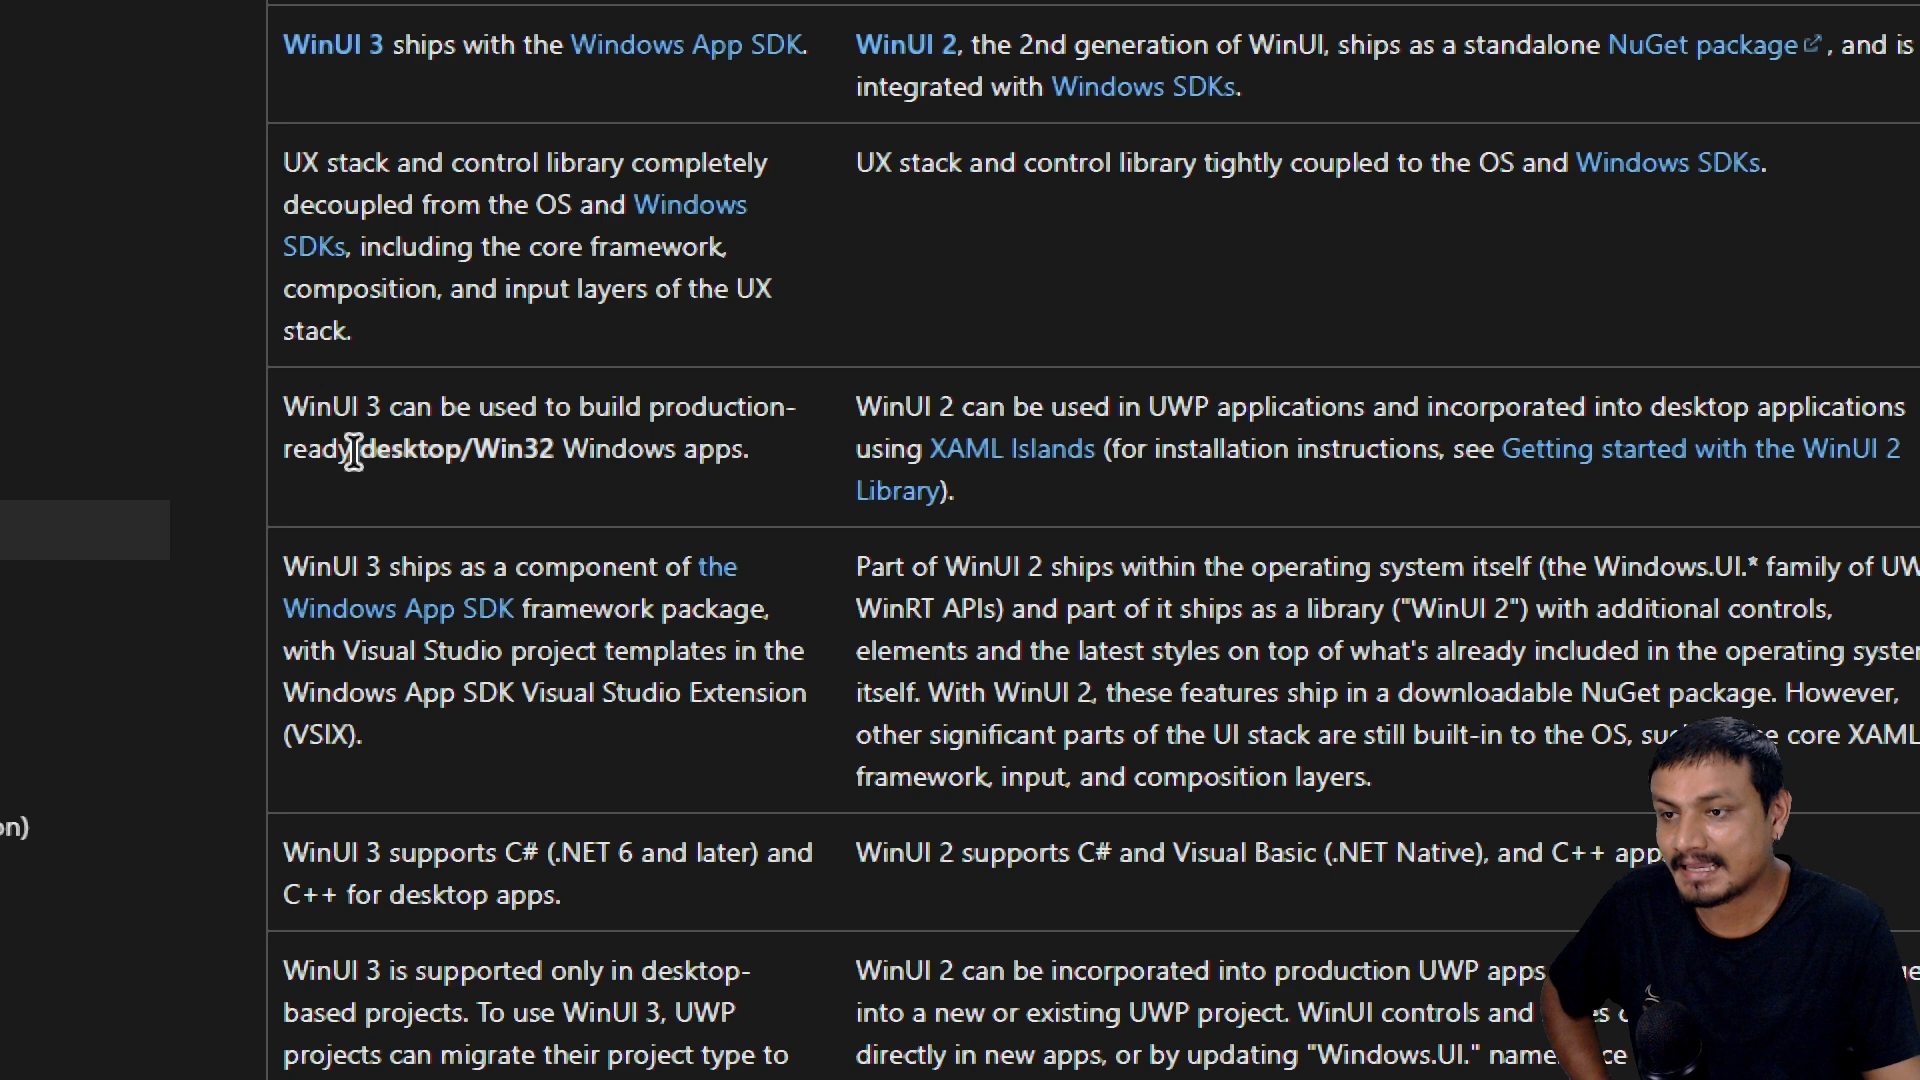 WinUI 3 ships with the Windows App SDK.
WinUI 2, the 2nd generation of WinUI, ships as a standalone NuGet package , and is
integrated with Windows SDKs.
UX stack and control library completely
decoupled from the OS and Windows
SDKs, including the core framework,
composition, and input layers of the UX
stack.
UX stack and control library tightly coupled to the OS and Windows SDKs.
WinUI 3 can be used to build production-
ready desktop/Win32 Windows apps.
WinUI 2 can be used in UWP applications and incorporated into desktop applications
using XAML Islands (for installation instructions, see Getting started with the WinUI 2
Library).
WinUI 3 ships as a component of the
Windows App SDK framework package,
with Visual Studio project templates in the
Windows App SDK Visual Studio Extension
(VSIX).
Part of WinUI 2 ships within the operating system itself (the Windows.UI.* family of
WinRT APIs) and part of it ships as a library ("WinUI 2") with additional controls,
elements and the latest styles on top of what's already included in the operating
itself. With WinUI 2, these features ship in a downloadable NuGet package. However,
other significant parts of the UI stack are still built-in to the OS, core XAML
framework, input, and composition layers.
on)
WinUI 3 supports C# (.NET 6 and later) and
C++ for desktop apps.
WinUI 2 supports C# and Visual Basic (.NET Native), and C++
WinUI 3 is supported only in desktop-
based projects. To use WinUI 3, UWP
projects can migrate their project type to
WinUI 2 can be incorporated into production UWP apps
into a new or existing UWP project. WinUI controls and
directly in new apps, or by updating "Windows.UI."